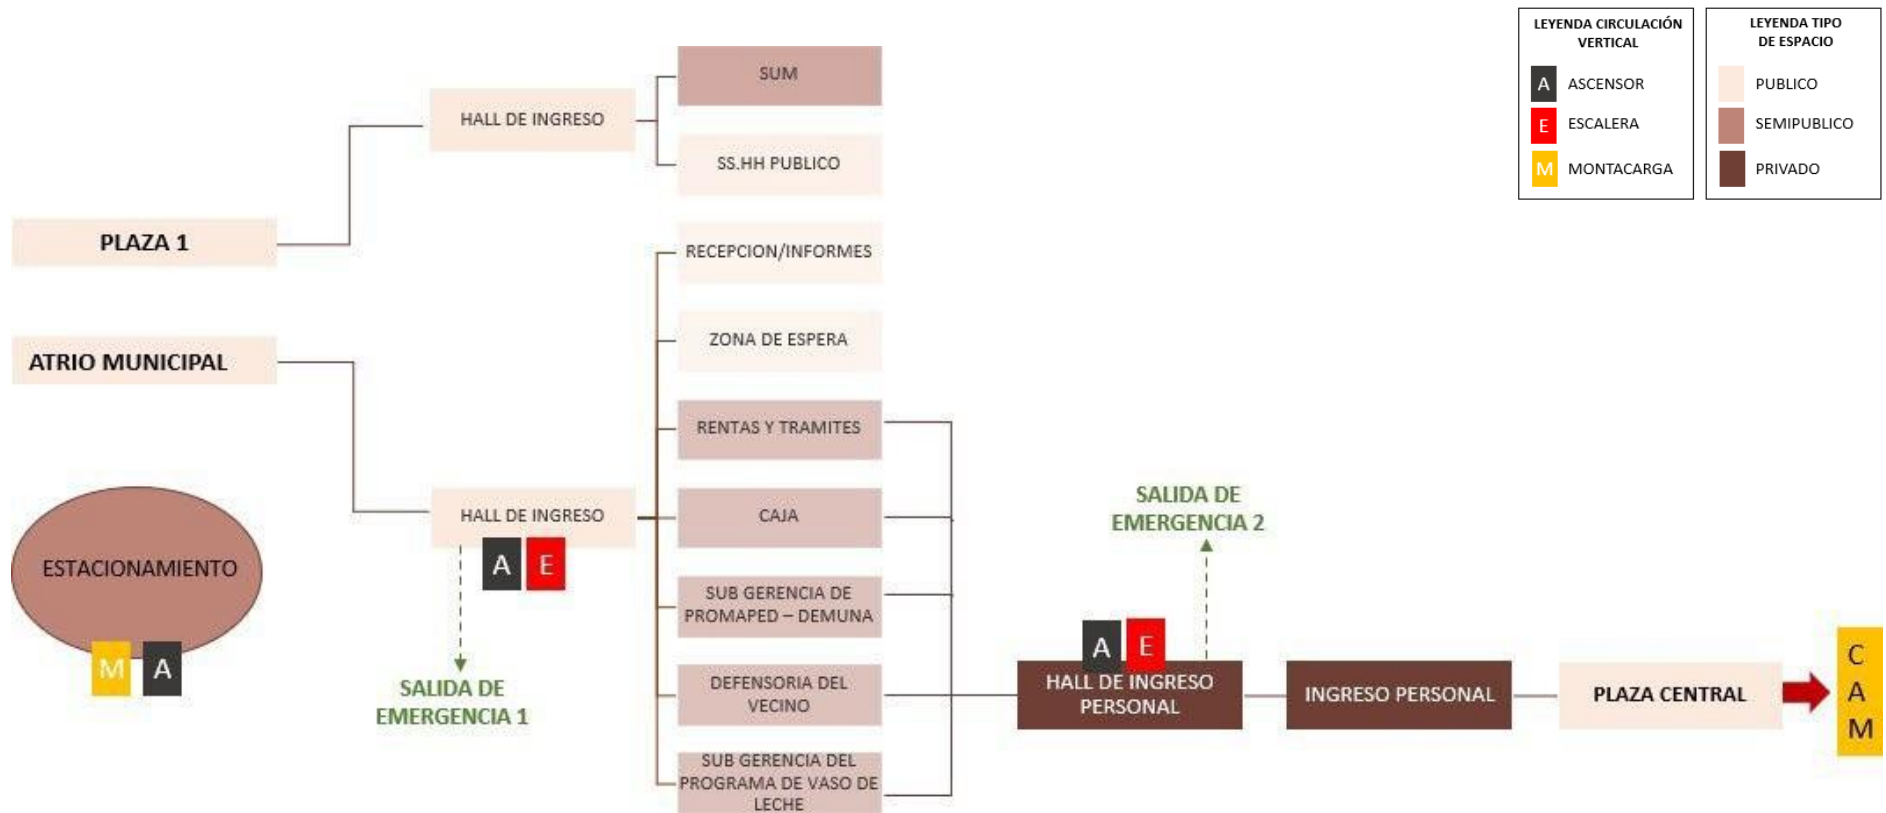 LEYENDA CIRCULACIÓN
VERTICAL
A ASCENSOR
E ESCALERA
M MONTACARGA
LEYENDA TIPO
DE ESPACIO
PUBLICO
SEMIPUBLICO
PRIVADO
SUM
HALL DE INGRESO
SS.HH PUBLICO
PLAZA 1
RECEPCION/INFORMES
ZONA DE ESPERA
ATRIO MUNICIPAL
RENTAS Y TRAMITES
HALL DE INGRESO
A E
CAJA
SALIDA DE
EMERGENCIA 2
ESTACIONAMIENTO
M A
SUB GERENCIA DE
PROMAPED – DEMUNA
SALIDA DE
EMERGENCIA 1
DEFENSORIA DEL
VECINO
A E
HALL DE INGRESO
PERSONAL
INGRESO PERSONAL
PLAZA CENTRAL
C
A
M
SUB GERENCIA DEL
PROGRAMA DE VASO DE
LECHE